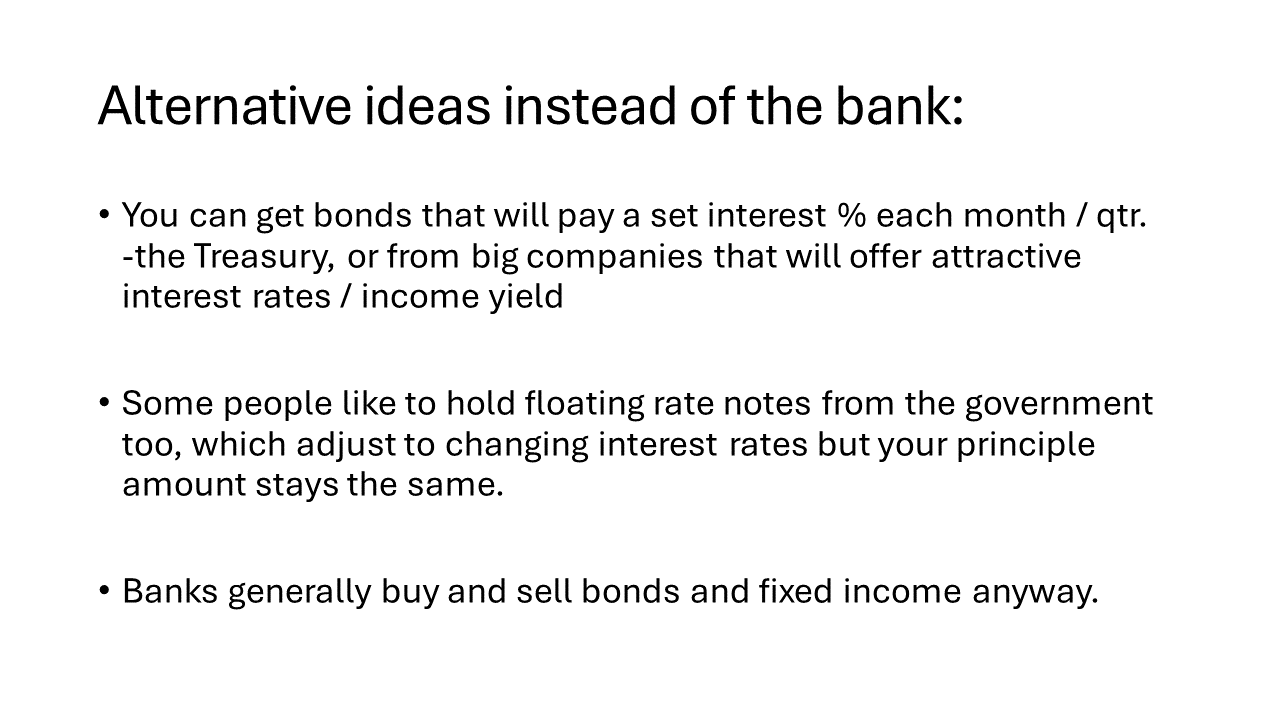 Alternative ideas instead of the bank:
• You can get bonds that will pay a set interest % each month / qtr.
-the Treasury, or from big companies that will offer attractive
interest rates / income yield
• Some people like to hold floating rate notes from the government
too, which adjust to changing interest rates but your principle
amount stays the same.
• Banks generally buy and sell bonds and fixed income anyway.